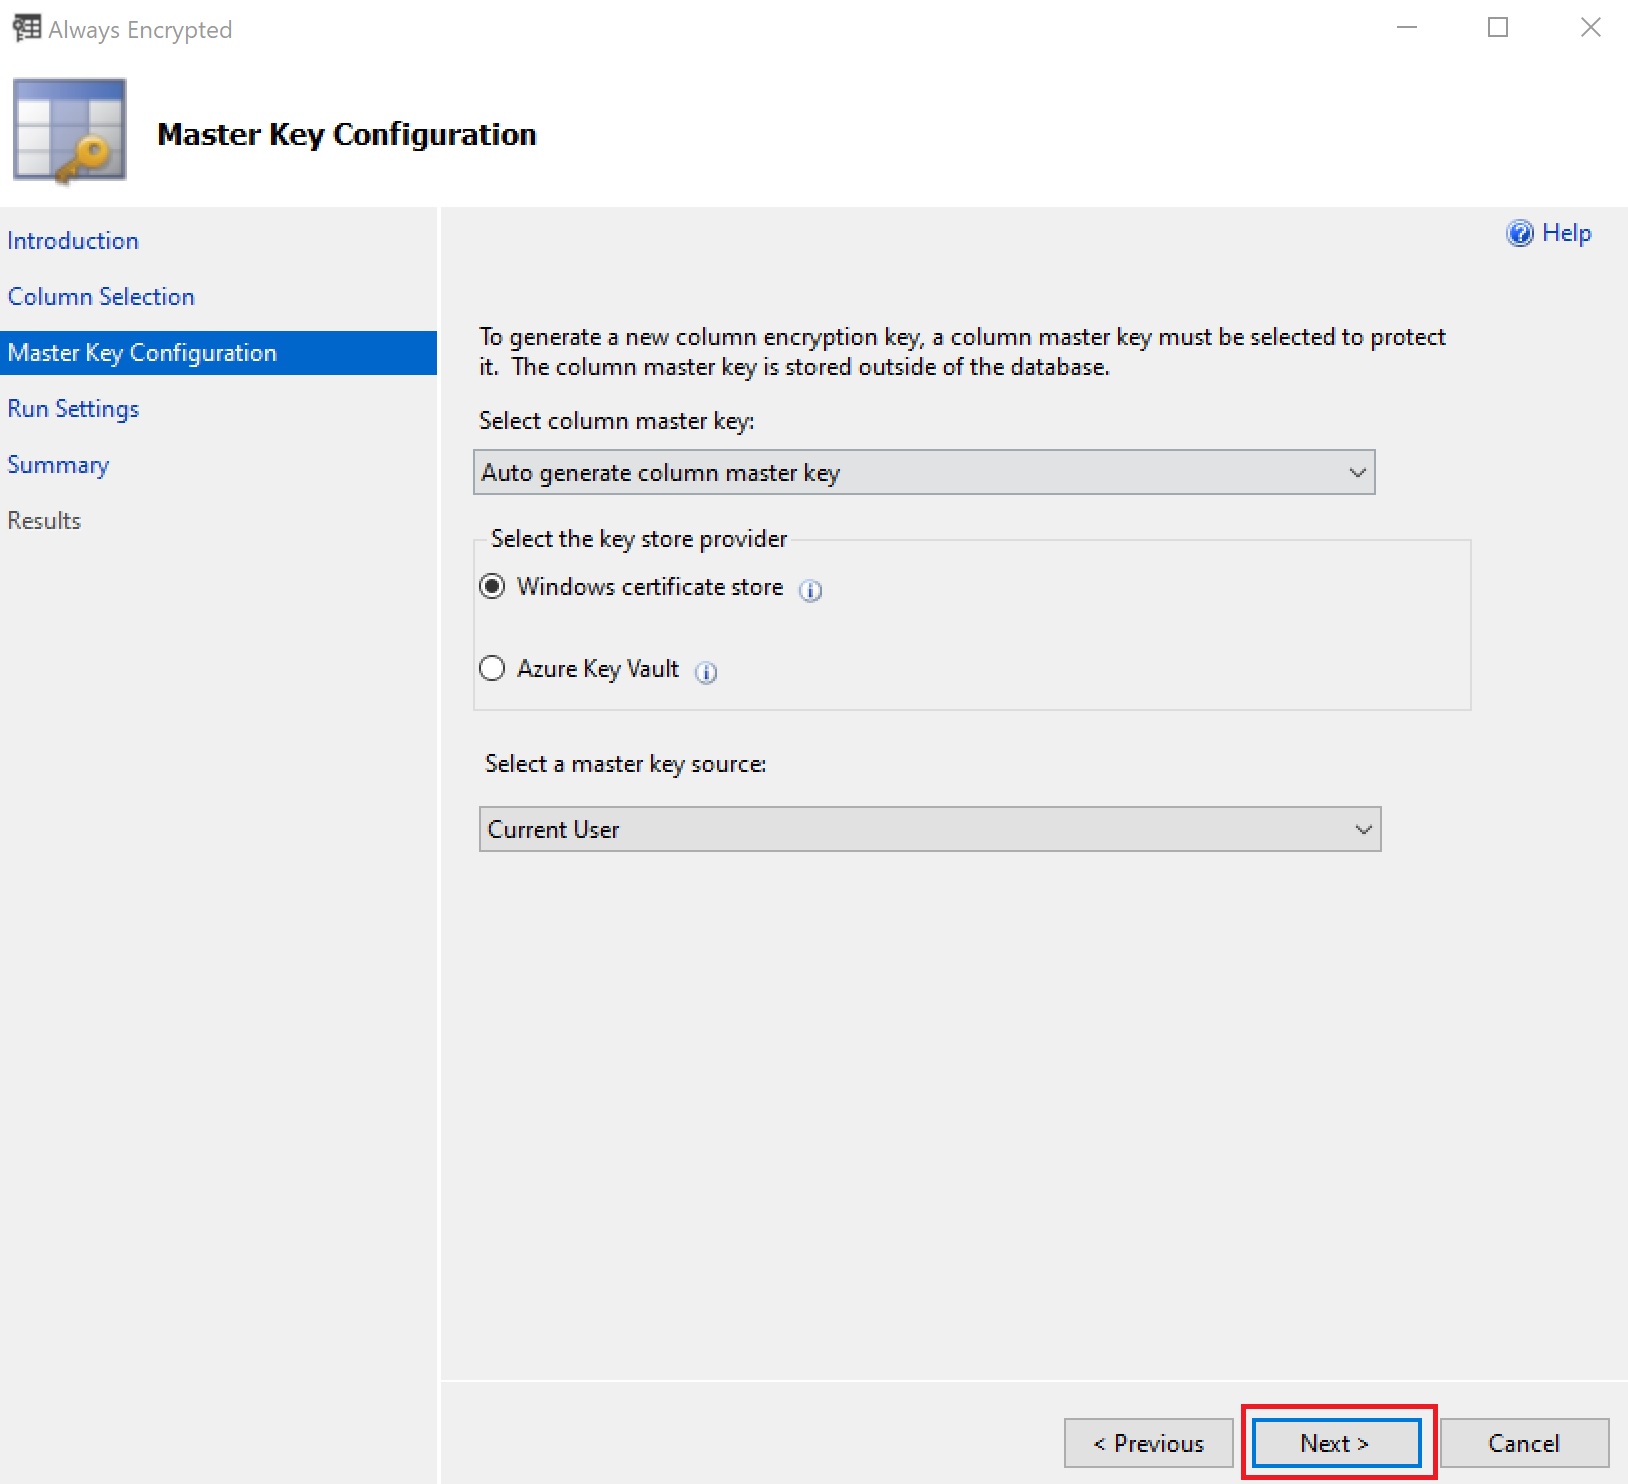 Always Encrypted
Master Key Configuration
Introduction
Column Selection
Master Key Configuration
Run Settings
Summary
Results
Help
To generate a new column encryption key, a column master key must be selected to protect
it.  The column master key is stored outside of the database.
Select column master key:
Auto generate column master key
Select the key store provider
Windows certificate store
Azure Key Vault
Select a master key source:
Current User
< Previous
Next >
Cancel